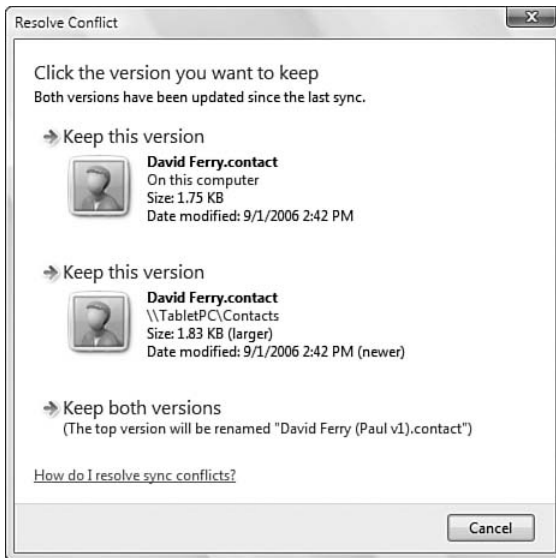 Resolve Conflict
Click the version you want to keep
Both versions have been updated since the last sync.
Keep this version
David Ferry.contact
On this computer
Size: 1.75 KB
Date modified: 9/1/2006 2:42 PM
Keep this version
David Ferry.contact
\\TabletPC\Contacts
Size: 1.83 KB (larger)
Date modified: 9/1/2006 2:42 PM (newer)
Keep both versions
(The top version will be renamed "David Ferry (Paul v1).contact")
How do I resolve sync conflicts?
Cancel